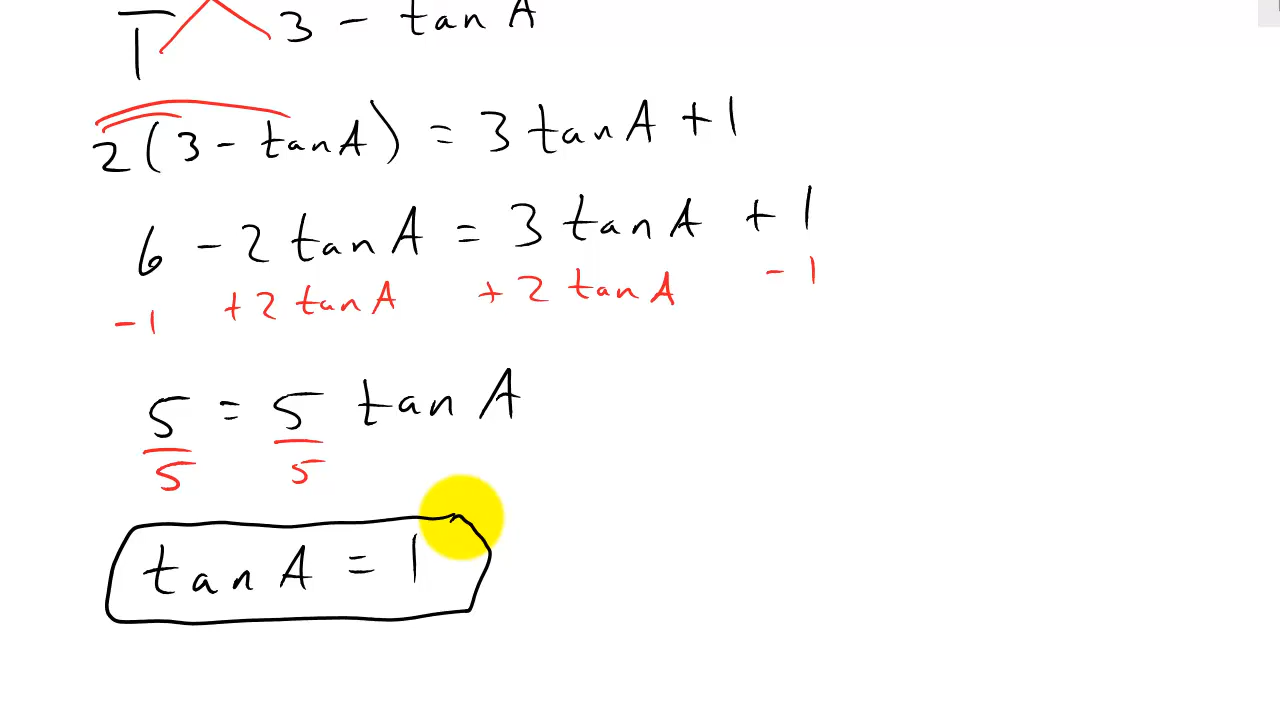 1 3 - tan A
2(3 - tan A) = 3 tan A + 1
6 - 2 tan A = 3 tan A + 1
-1 +2 tan A +2 tan A -1
5 = 5 tan A
5 5
tan A = 1